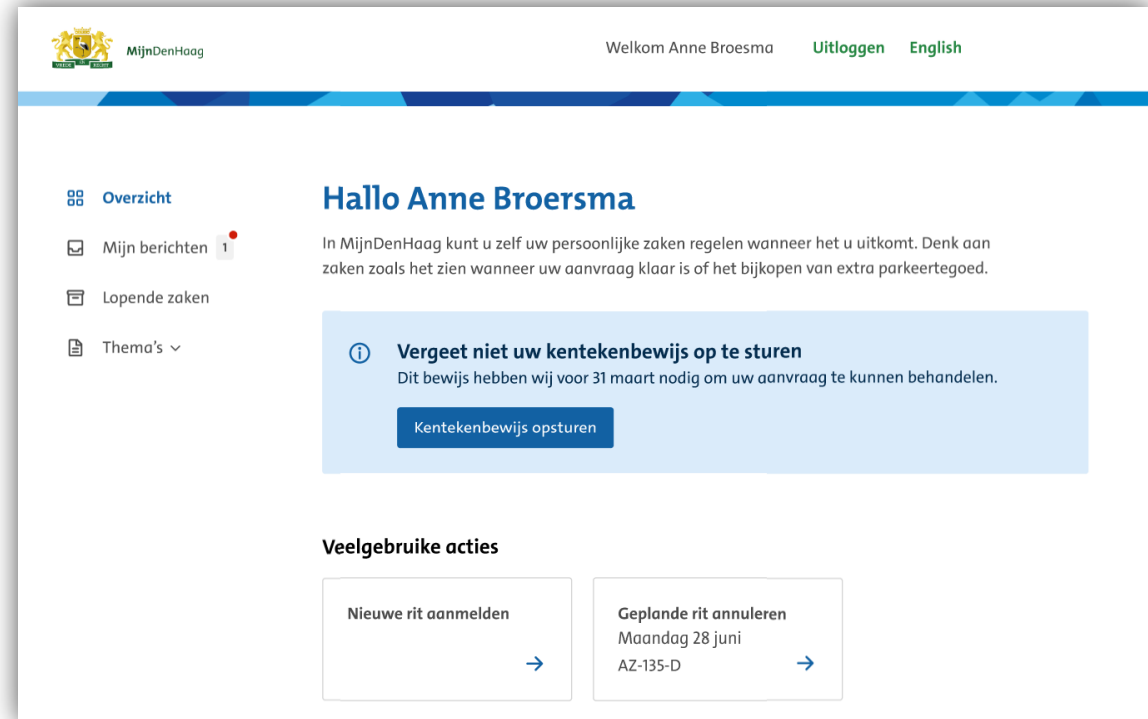 MijnDenHaag
Welkom Anne Broesma
Uitloggen
English
Overzicht
Mijn berichten 1
Lopende zaken
Thema's
Hallo Anne Broersma
In MijnDenHaag kunt u zelf uw persoonlijke zaken regelen wanneer het u uitkomt. Denk aan
zaken zoals het zien wanneer uw aanvraag klaar is of het bijkopen van extra parkeertegoed.
Vergeet niet uw kentekenbewijs op te sturen
Dit bewijs hebben wij voor 31 maart nodig om uw aanvraag te kunnen behandelen.
Kentekenbewijs opsturen
Veelgebruike acties
Nieuwe rit aanmelden
Geplande rit annuleren
Maandag 28 juni
AZ-135-D